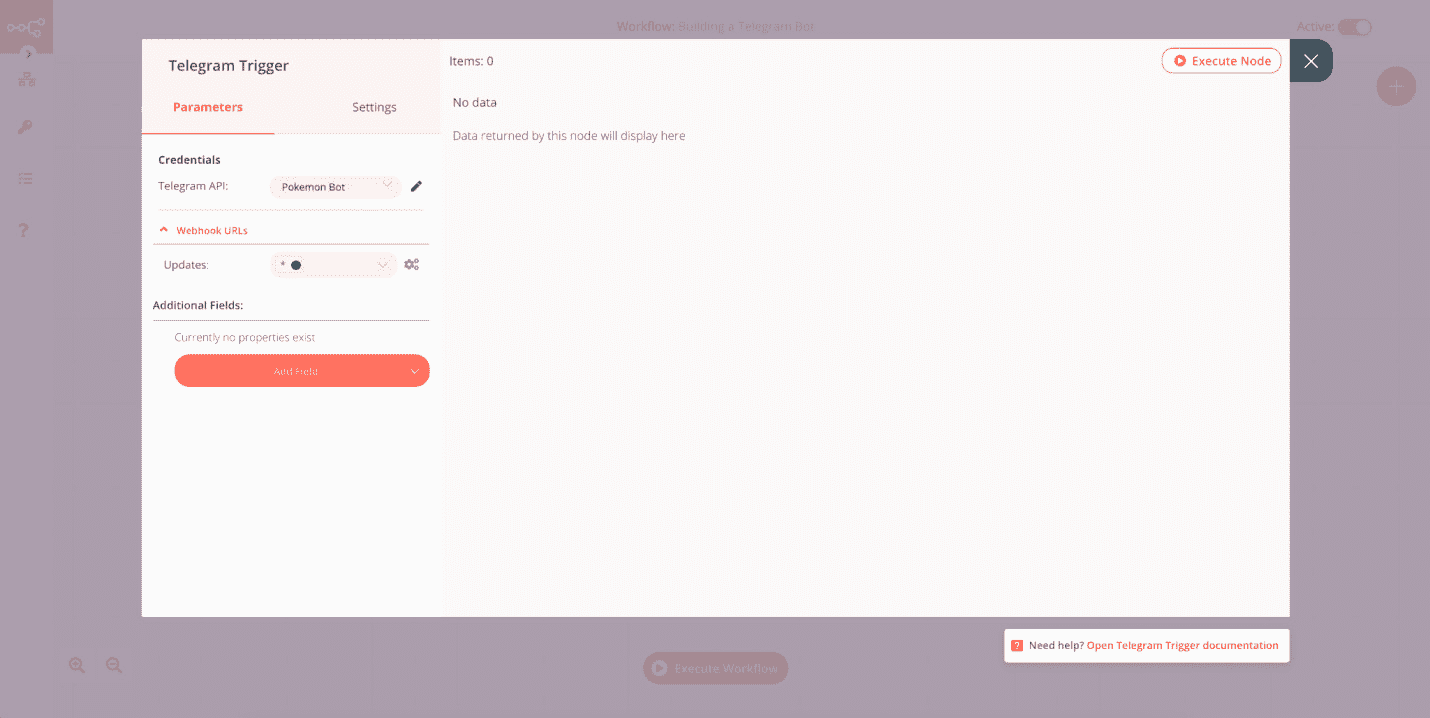 Workflow: Building a Telegram Bot
Active:
Telegram Trigger
Parameters
Settings
Credentials
Telegram API:
Pokemon Bot
Webhook URLs
Updates:
*
Additional Fields:
Currently no properties exist
Add Field
Items: 0
Execute Node
No data
Data returned by this node will display here
? Need help? Open Telegram Trigger documentation
Execute Workflow